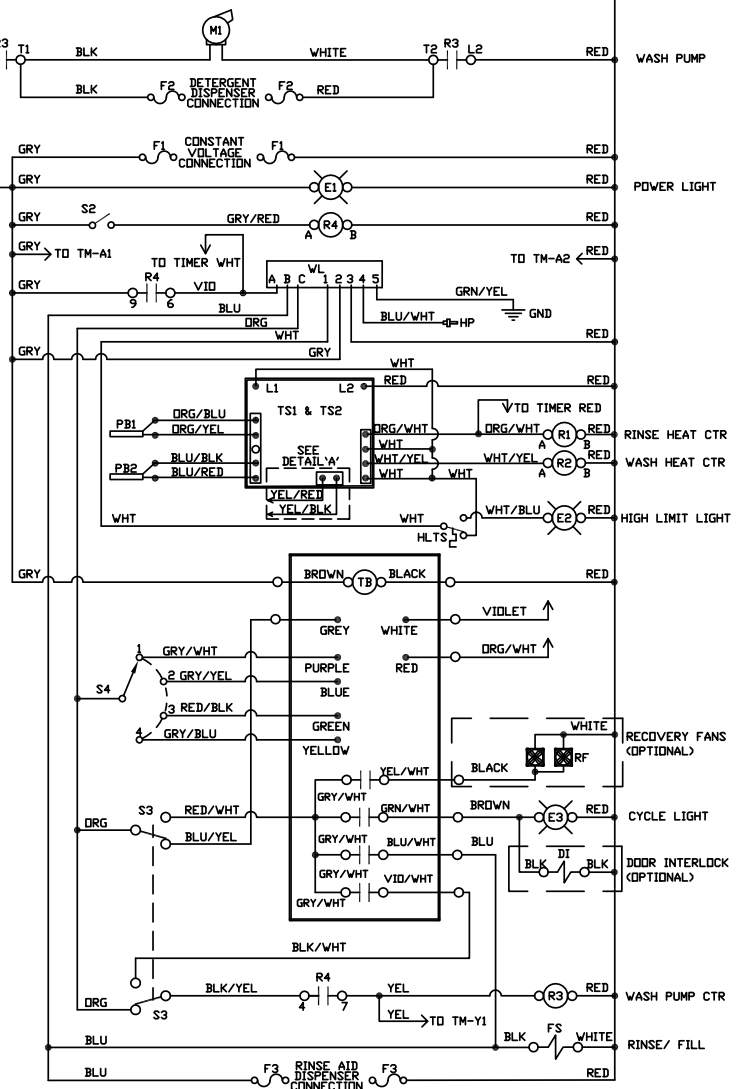 M1
R3 T1 BLK WHITE T2 R3 L2 RED WASH PUMP
BLK F2 DETERGENT DISPENSER CONNECTION F2 RED
GRY F1 CONSTANT VOLTAGE CONNECTION F1 RED
GRY E1 RED POWER LIGHT
GRY S2 GRY/RED A R4 B RED
GRY TO TM-A1 TO TIMER WHT TO TM-A2 RED
GRY 9 R4 6 VIO WL A B C 1 2 3 4 5 GRN/YEL GND
BLU BLU/WHT HP
ORG
WHT RED
GRY GRY
WHT
L1 L2 RED RED
TS1 & TS2 TO TIMER RED
PB1 ORG/BLU ORG/WHT ORG/WHT A R1 B RED RINSE HEAT CTR
ORG/YEL WHT
SEE DETAIL'A'
PB2 BLU/BLK WHT/YEL WHT/YEL A R2 B RED WASH HEAT CTR
BLU/RED WHT WHT
YEL/RED
YEL/BLK
WHT WHT HLTS WHT/BLU E2 RED HIGH LIMIT LIGHT
GRY BROWN TB BLACK RED
GREY WHITE VIOLET
S4 1 GRY/WHT PURPLE RED ORG/WHT
2 GRY/YEL BLUE
3 RED/BLK GREEN
4 GRY/BLU YELLOW
WHITE RECOVERY FANS
RF (OPTIONAL)
YEL/WHT BLACK
GRY/WHT
ORG S3 RED/WHT GRN/WHT BROWN E3 RED CYCLE LIGHT
BLU/YEL GRY/WHT BLU/WHT BLU
BLK DI BLK DOOR INTERLOCK
(OPTIONAL)
GRY/WHT VIO/WHT
GRY/WHT
BLK/WHT
ORG S3 BLK/YEL 4 R4 7 YEL R3 RED WASH PUMP CTR
YEL TO TM-Y1
BLU BLK FS WHITE RINSE/ FILL
BLU F3 RINSE AID DISPENSER CONNECTION F3 RED